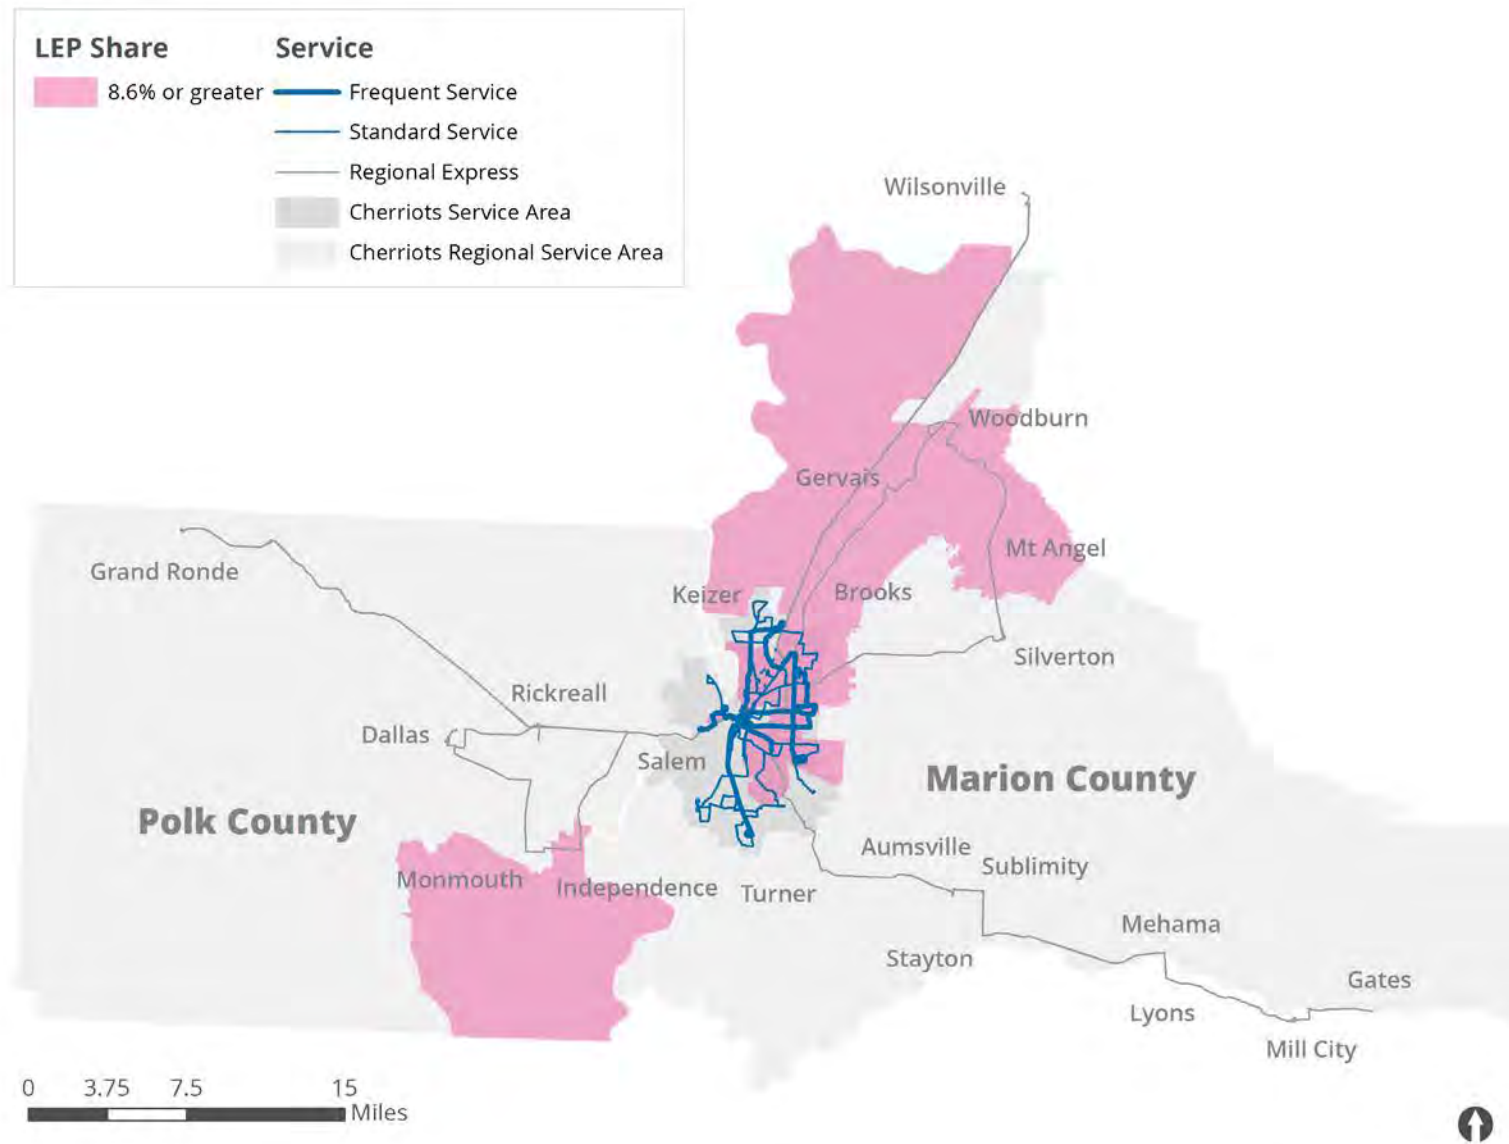 LEP Share
Service
8.6% or greater
Frequent Service
Standard Service
Regional Express
Cherriots Service Area
Cherriots Regional Service Area
Wilsonville
Woodburn
Gervais
Mt Angel
Grand Ronde
Keizer
Brooks
Silverton
Rickreall
Dallas
Salem
Marion County
Polk County
Aumsville
Sublimity
Monmouth
Independence
Turner
Mehama
Stayton
Gates
Lyons
Mill City
0 3.75 7.5 15
Miles